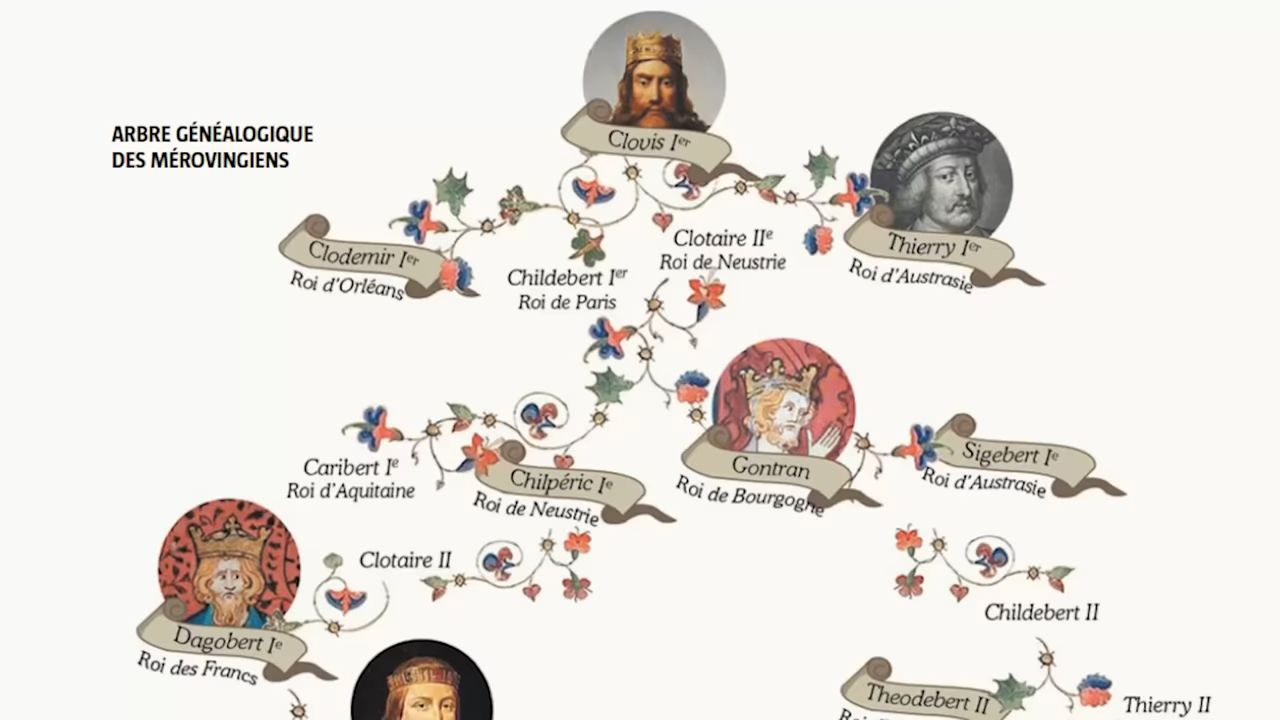 ARBRE GÉNÉALOGIQUE
DES MÉROVINGIENS
Clovis Iᵉʳ
Clodemir Iᵉʳ
Roi d'Orléans
Childebert Iᵉʳ
Roi de Paris
Clotaire IIᵉ
Roi de Neustrie
Thierry Iᵉʳ
Roi d'Austrasie
Caribert Iᵉ
Roi d'Aquitaine
Chilpéric Iᵉ
Roi de Neustrie
Gontran
Roi de Bourgogne
Sigebert Iᵉ
Roi d'Austrasie
Clotaire II
Childebert II
Dagobert Iᵉ
Roi des Francs
Theodebert II
Thierry II